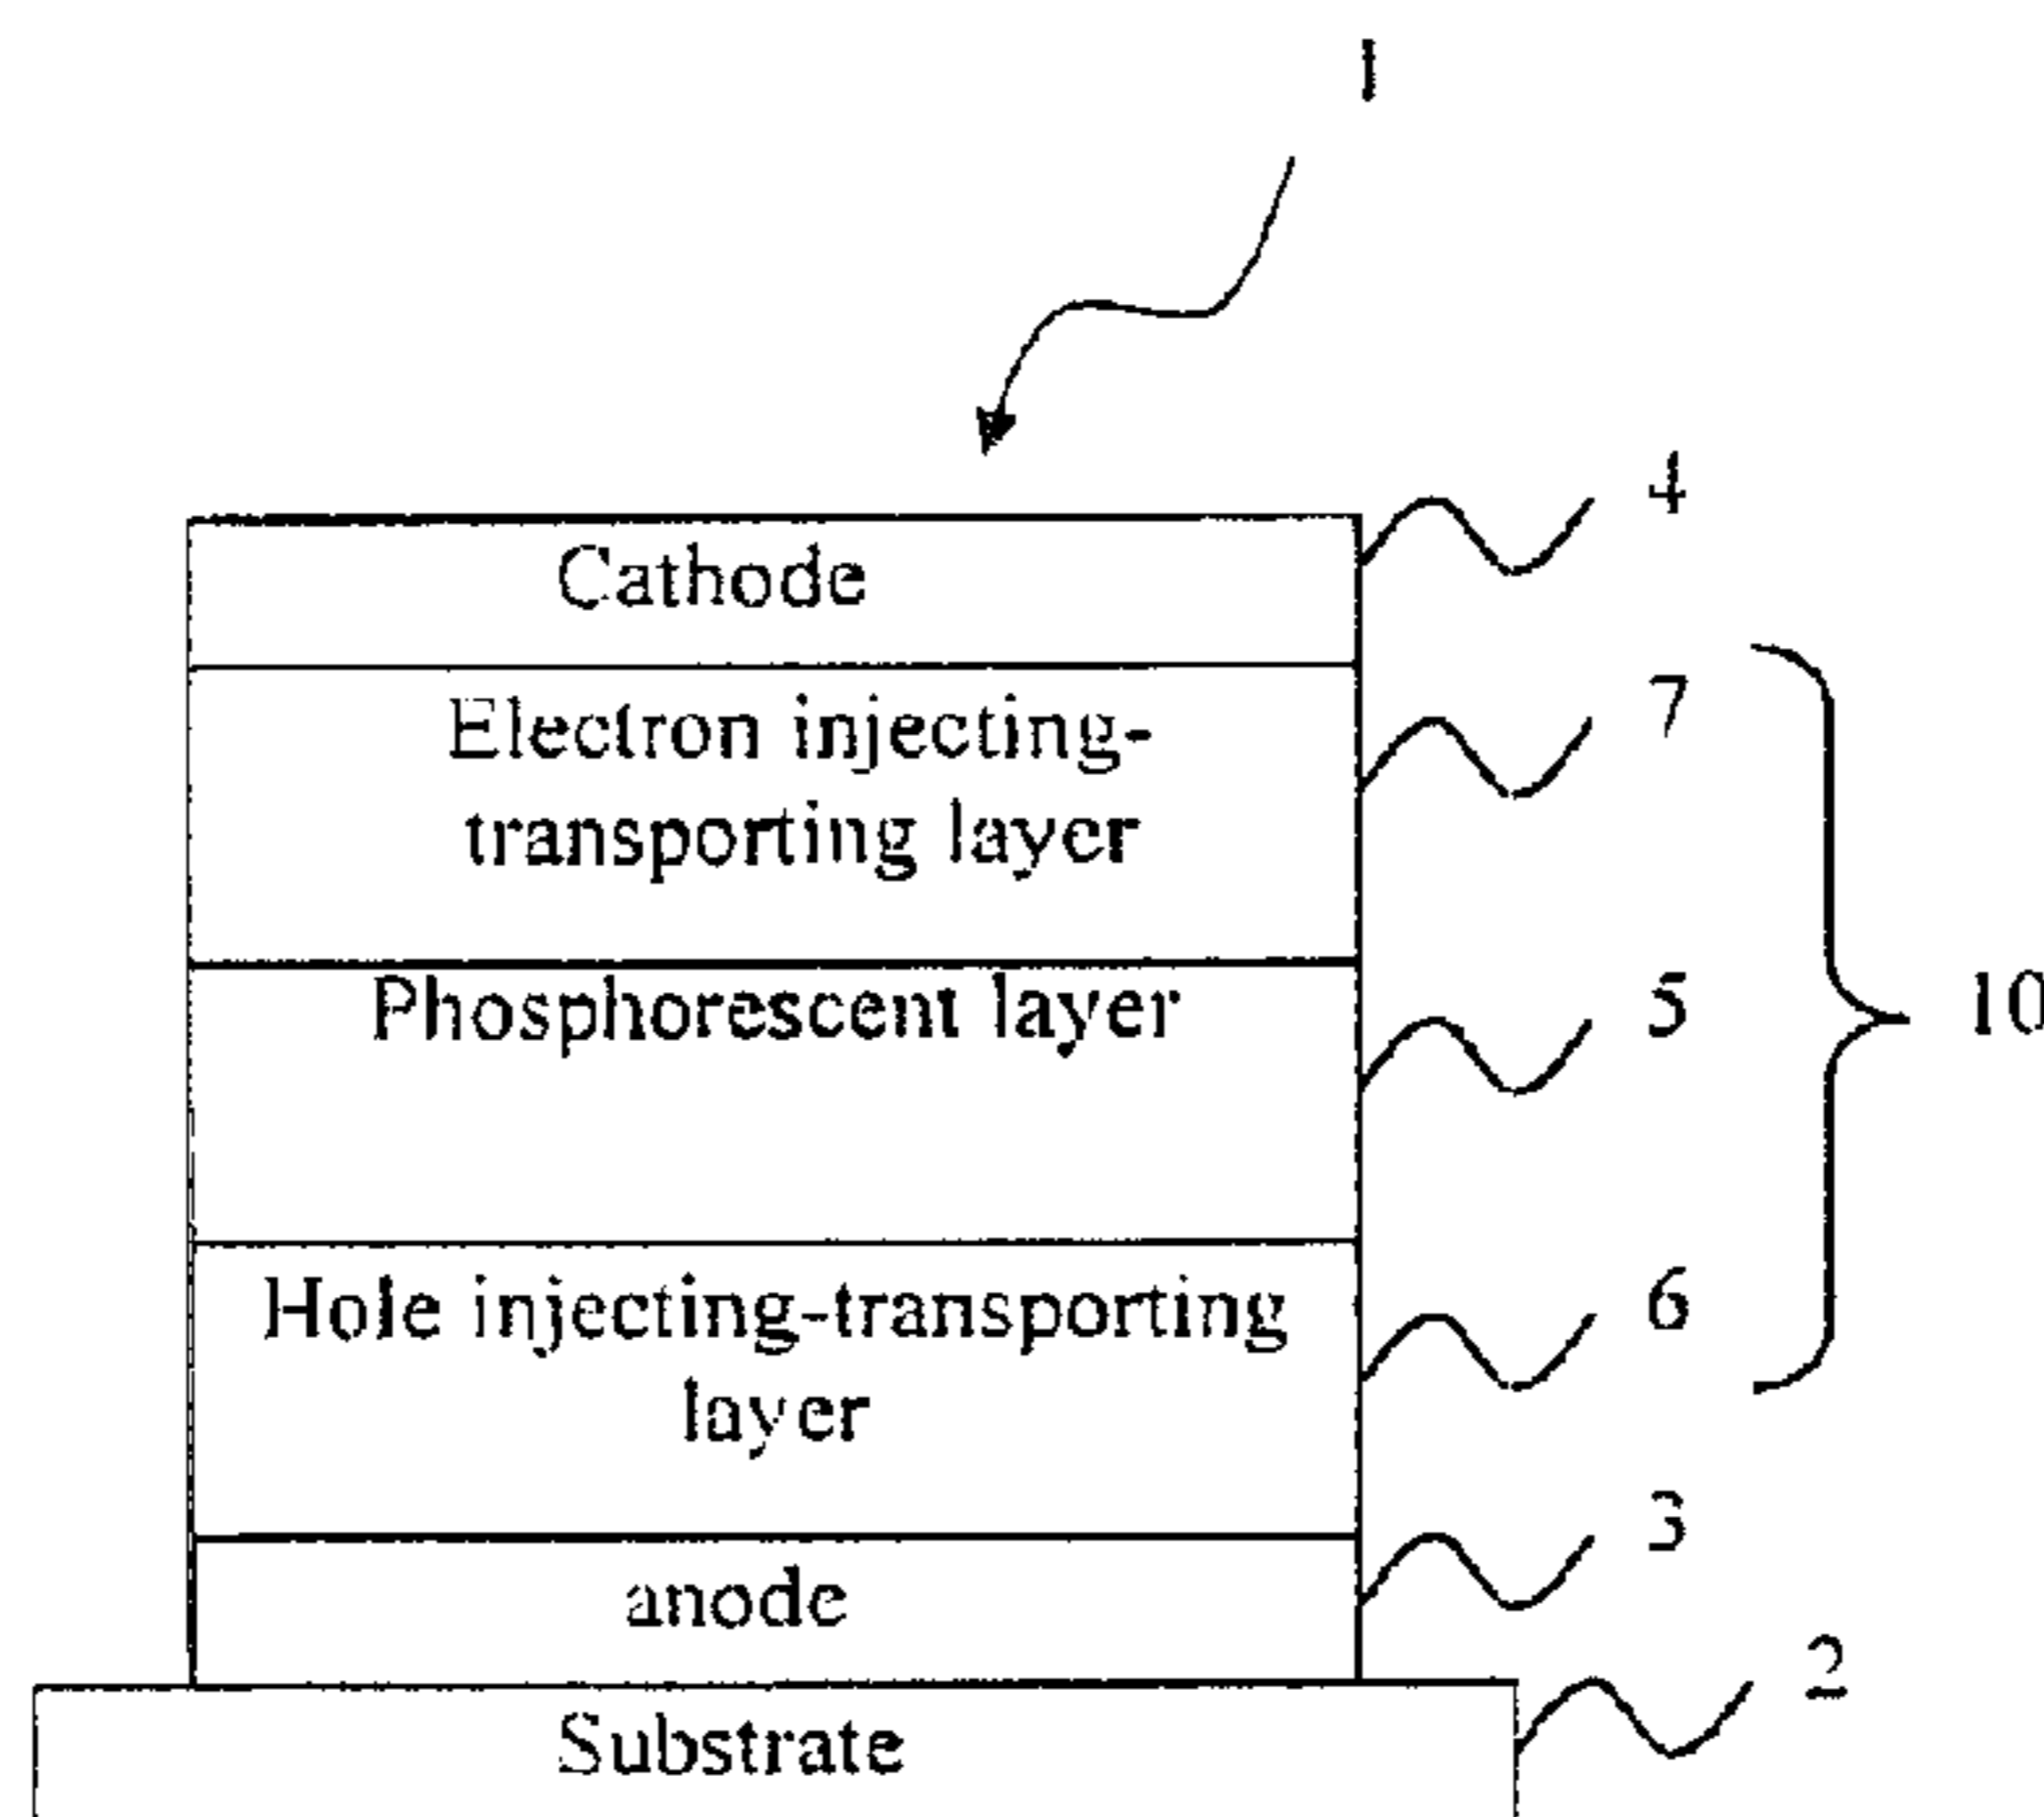 1
Cathode
4
Electron injecting-
transporting layer
7
Phosphorescent layer
5
10
Hole injecting-transporting
layer
6
anode
3
Substrate
2